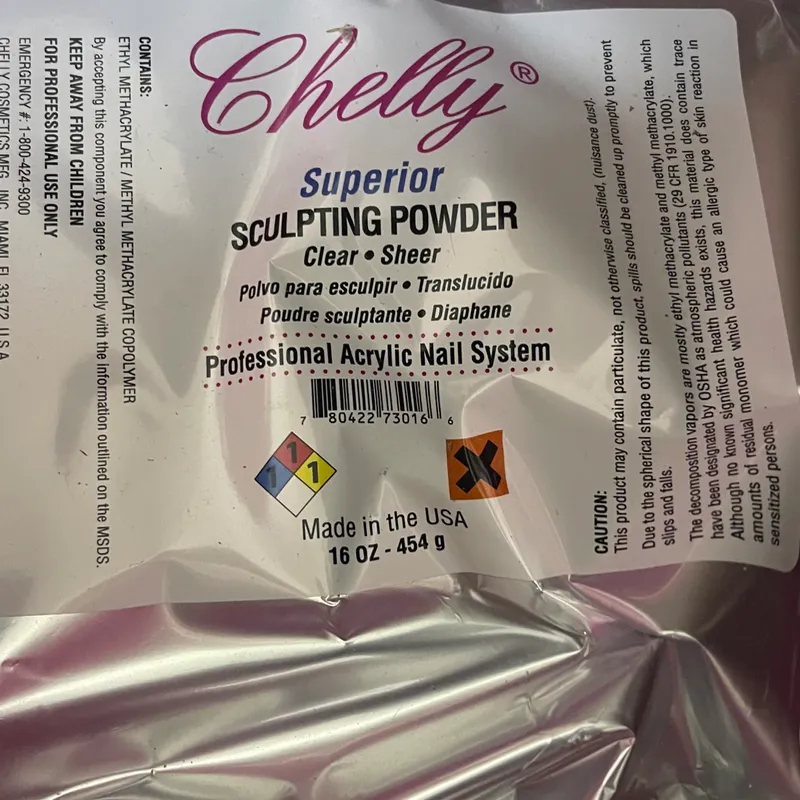 Chelly®
Superior
SCULPTING POWDER
Clear • Sheer
Polvo para esculpir • Translucido
Poudre sculptante • Diaphane
Professional Acrylic Nail System
7 80422 73016 6
1
1
1
Made in the USA
16 OZ - 454 g
CONTAINS:
ETHYL METHACRYLATE / METHYL METHACRYLATE COPOLYMER
By accepting this component you agree to comply with the information outlined on the MSDS.
KEEP AWAY FROM CHILDREN
FOR PROFESSIONAL USE ONLY
EMERGENCY #: 1-800-424-9300
CHELLY COSMETICS MFG. INC. MIAMI, FL 33172 U.S.A
CAUTION:
This product may contain particulate, not otherwise classified, (nuisance dust).
Due to the spherical shape of this product, spills should be cleaned up promptly to prevent
slips and falls.
The decomposition vapors are mostly ethyl methacrylate and methyl methacrylate, which
have been designated by OSHA as atmospheric pollutants (29 CFR 1910.1000).
Although no known significant health hazards exists, this material does contain trace
amounts of residual monomer which could cause an allergic type of skin reaction in
sensitized persons.